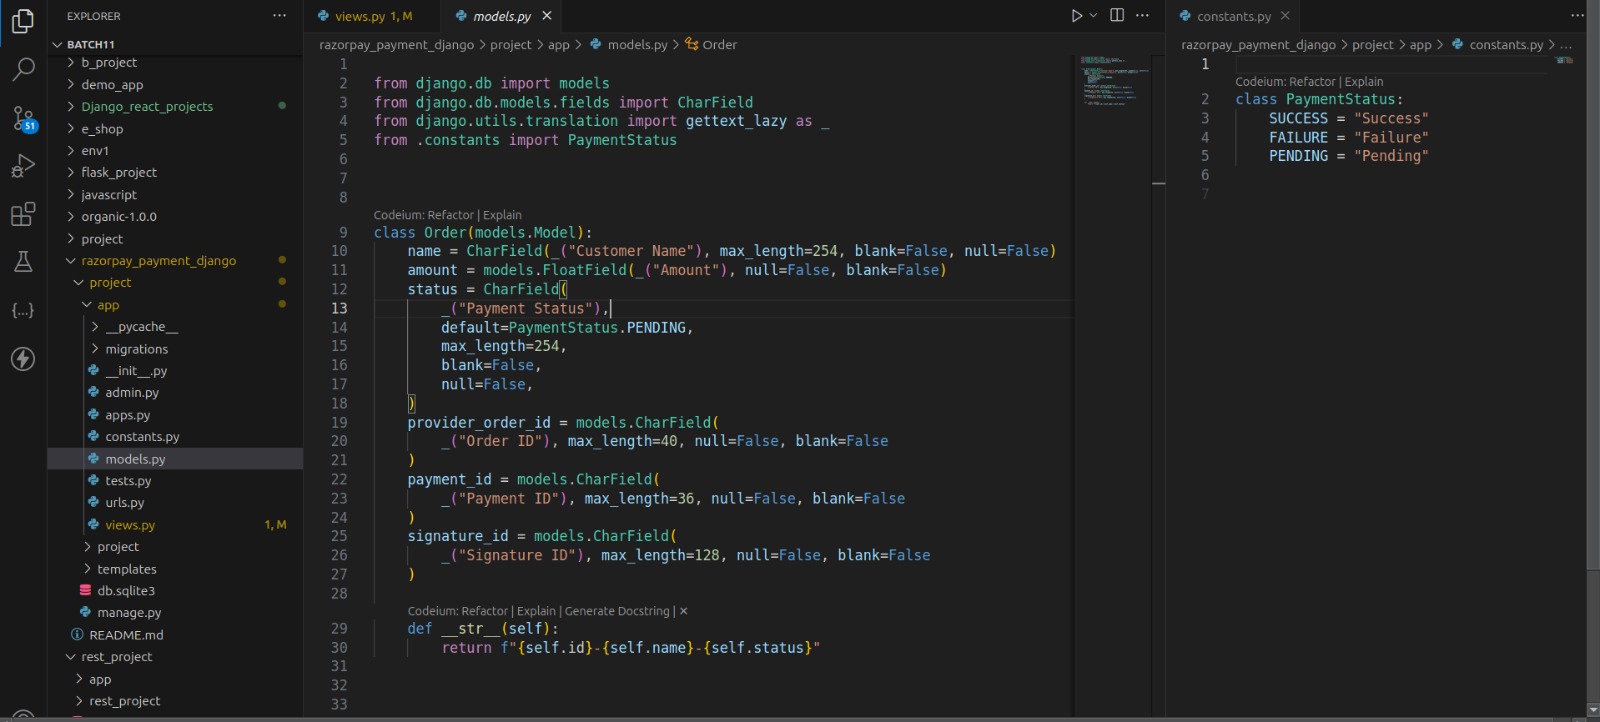 EXPLORER
BATCH11
b_project
demo_app
Django_react_projects
e_shop
env1
flask_project
javascript
organic-1.0.0
project
razorpay_payment_django
project
app
__pycache__
migrations
__init__.py
admin.py
apps.py
constants.py
models.py
tests.py
urls.py
views.py 1, M
project
templates
db.sqlite3
manage.py
README.md
rest_project
app
rest_project
51
views.py 1, M
models.py
razorpay_payment_django > project > app > models.py > Order
1
2 from django.db import models
3 from django.db.models.fields import CharField
4 from django.utils.translation import gettext_lazy as _
5 from .constants import PaymentStatus
6
7
8
Codeium: Refactor | Explain
9 class Order(models.Model):
10 name = CharField(_("Customer Name"), max_length=254, blank=False, null=False)
11 amount = models.FloatField(_("Amount"), null=False, blank=False)
12 status = CharField(
13 _("Payment Status"),
14 default=PaymentStatus.PENDING,
15 max_length=254,
16 blank=False,
17 null=False,
18 )
19 provider_order_id = models.CharField(
20 _("Order ID"), max_length=40, null=False, blank=False
21 )
22 payment_id = models.CharField(
23 _("Payment ID"), max_length=36, null=False, blank=False
24 )
25 signature_id = models.CharField(
26 _("Signature ID"), max_length=128, null=False, blank=False
27 )
28
Codeium: Refactor | Explain | Generate Docstring | ×
29 def __str__(self):
30 return f"{self.id}-{self.name}-{self.status}"
31
32
33
constants.py
razorpay_payment_django > project > app > constants.py > ...
1
Codeium: Refactor | Explain
2 class PaymentStatus:
3 SUCCESS = "Success"
4 FAILURE = "Failure"
5 PENDING = "Pending"
6
7